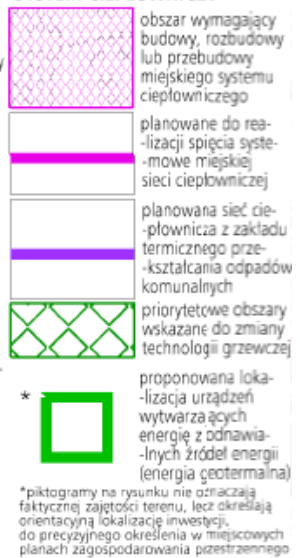 obszar wymagający
budowy, rozbudowy
lub przebudowy
miejskiego systemu
ciepłowniczego
planowane do rea-
-lizacji spięcia syste-
-mowe miejskiej
sieci ciepłowniczej
planowana sieć cie-
-płownicza z zakładu
termicznego prze-
-kształcania odpadów
komunalnych
priorytetowe obszary
wskazane do zmiany
technologii grzewczej
* proponowana loka-
-lizacja urządzeń
wytwarzających
energię z odnawia-
-lnych źródeł energii
(energia geotermalna)
*piktogramy na rysunku nie oznaczają
faktycznej zajętości terenu, lecz określają
orientacyjną lokalizację inwestycji,
do precyzyjnego określenia w miejscowych
planach zagospodarowania przestrzennego